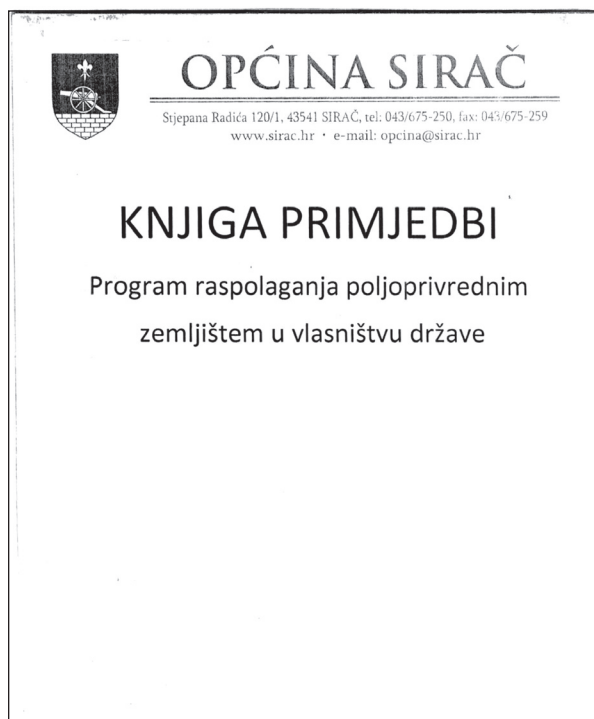 OPĆINA SIRAČ
Stjepana Radića 120/1, 43541 SIRAČ, tel: 043/675-250, fax: 043/675-259
www.sirac.hr · e-mail: opcina@sirac.hr
KNJIGA PRIMJEDBI
Program raspolaganja poljoprivrednim
zemljištem u vlasništvu države